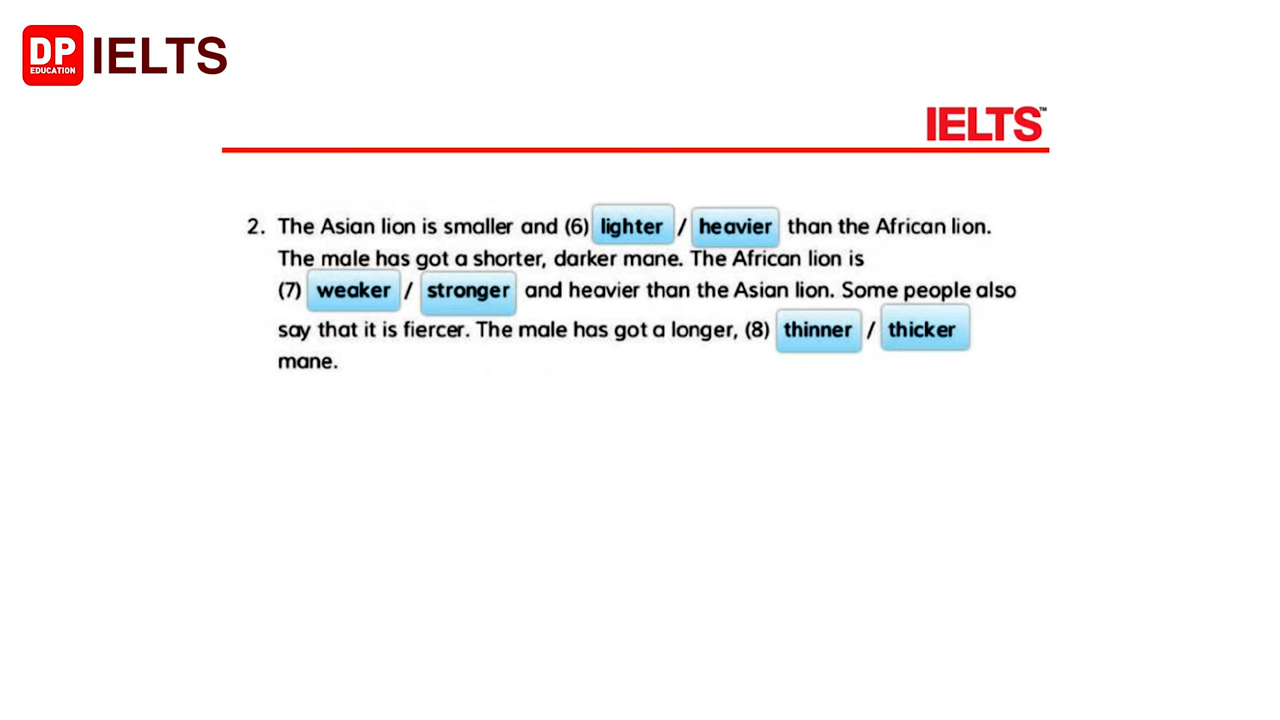 DP
EDUCATION
IELTS
IELTS™
2. The Asian lion is smaller and (6) lighter / heavier than the African lion.
The male has got a shorter, darker mane. The African lion is
(7) weaker / stronger and heavier than the Asian lion. Some people also
say that it is fiercer. The male has got a longer, (8) thinner / thicker
mane.